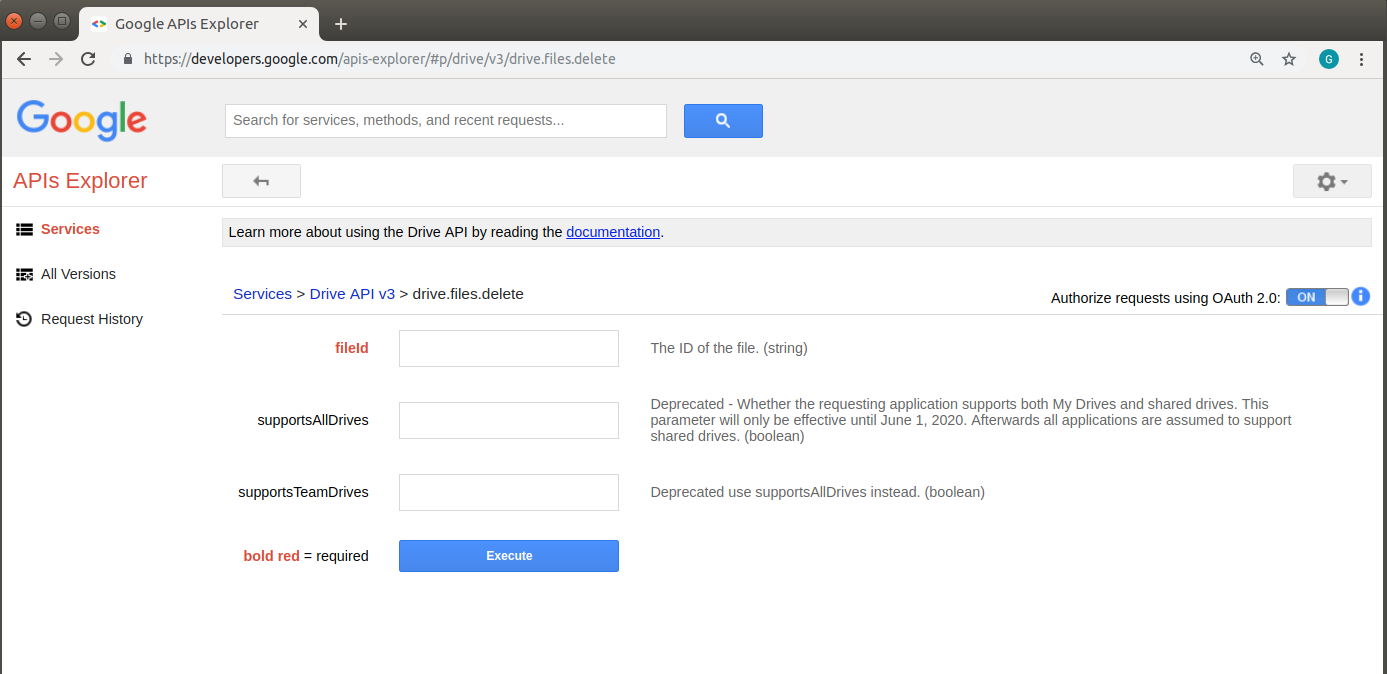 Google APIs Explorer
https://developers.google.com/apis-explorer/#p/drive/v3/drive.files.delete
G
Google
Search for services, methods, and recent requests...
APIs Explorer
Services
All Versions
Request History
Learn more about using the Drive API by reading the documentation.
Services > Drive API v3 > drive.files.delete
Authorize requests using OAuth 2.0: ON i
fileId
The ID of the file. (string)
supportsAllDrives
Deprecated - Whether the requesting application supports both My Drives and shared drives. This
parameter will only be effective until June 1, 2020. Afterwards all applications are assumed to support
shared drives. (boolean)
supportsTeamDrives
Deprecated use supportsAllDrives instead. (boolean)
bold red = required
Execute